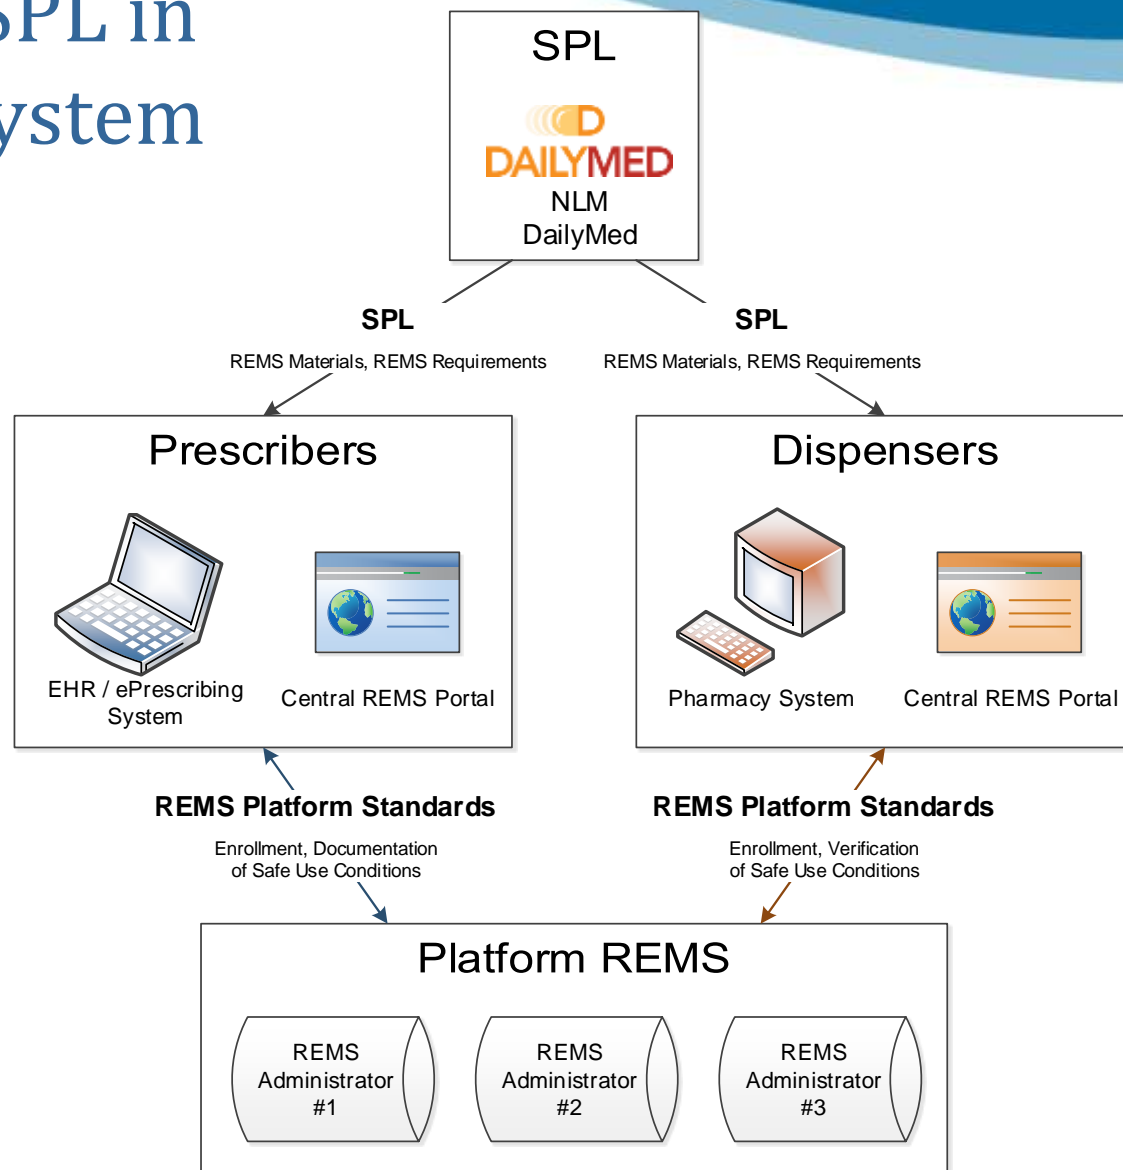 SPL in
ystem
SPL
DAILYMED
NLM
DailyMed
SPL
REMS Materials, REMS Requirements
SPL
REMS Materials, REMS Requirements
Prescribers
EHR / ePrescribing
System
Central REMS Portal
Dispensers
Pharmacy System
Central REMS Portal
REMS Platform Standards
Enrollment, Documentation
of Safe Use Conditions
REMS Platform Standards
Enrollment, Verification
of Safe Use Conditions
Platform REMS
REMS
Administrator
#1
REMS
Administrator
#2
REMS
Administrator
#3